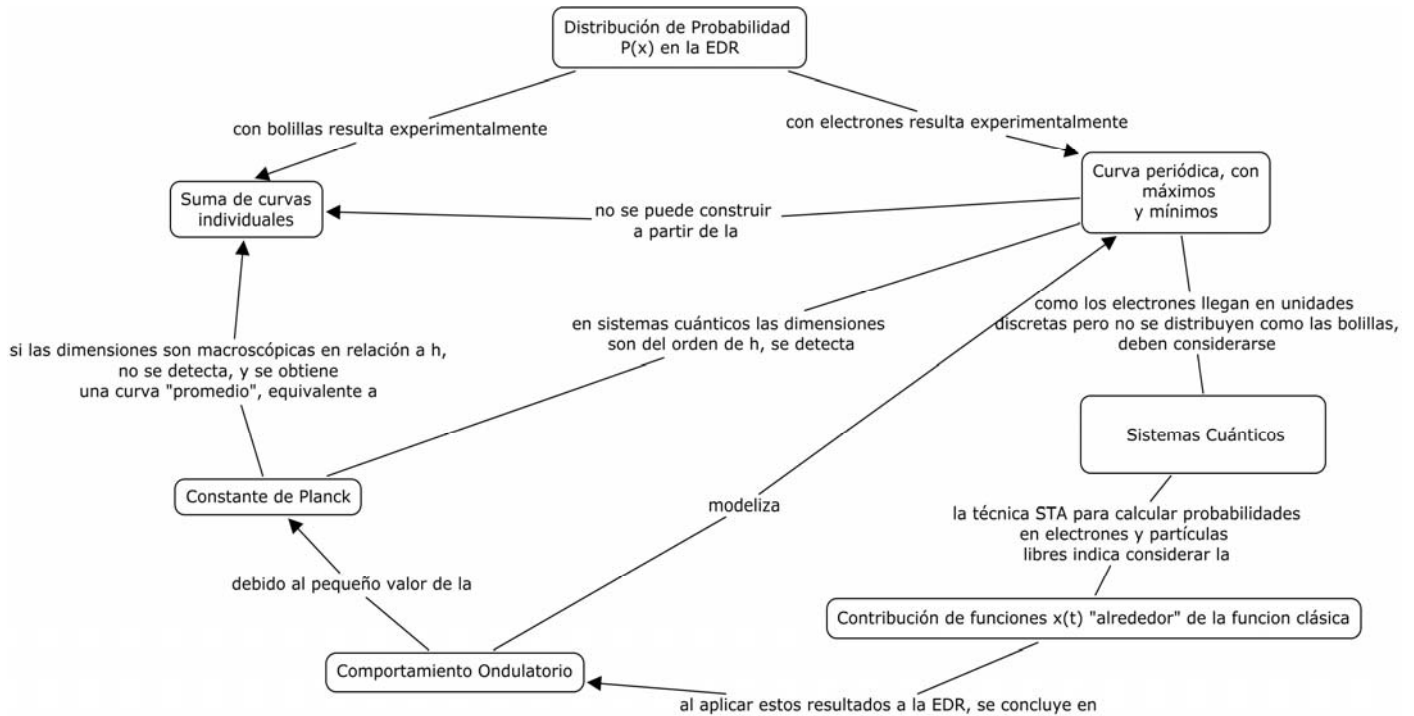 Distribución de Probabilidad
P(x) en la EDR
con bolillas resulta experimentalmente
con electrones resulta experimentalmente
Suma de curvas
individuales
no se puede construir
a partir de la
Curva periódica, con
máximos
y mínimos
si las dimensiones son macroscópicas en relación a h,
no se detecta, y se obtiene
una curva "promedio", equivalente a
en sistemas cuánticos las dimensiones
son del orden de h, se detecta
como los electrones llegan en unidades
discretas pero no se distribuyen como las bolillas,
deben considerarse
Sistemas Cuánticos
Constante de Planck
modeliza
la técnica STA para calcular probabilidades
en electrones y partículas
libres indica considerar la
debido al pequeño valor de la
Contribución de funciones x(t) "alrededor" de la funcion clásica
Comportamiento Ondulatorio
al aplicar estos resultados a la EDR, se concluye en